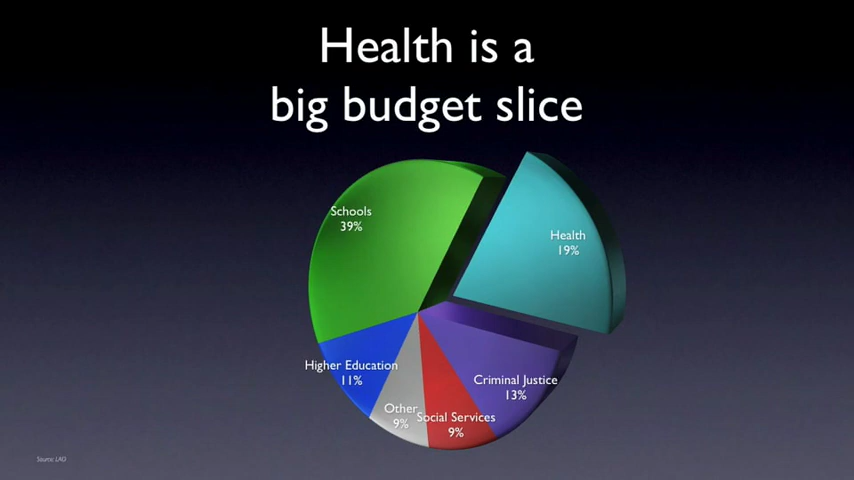 Health is a
big budget slice
Schools
39%
Health
19%
Higher Education
11%
Criminal Justice
13%
Other
9%
Social Services
9%
Source: LAO